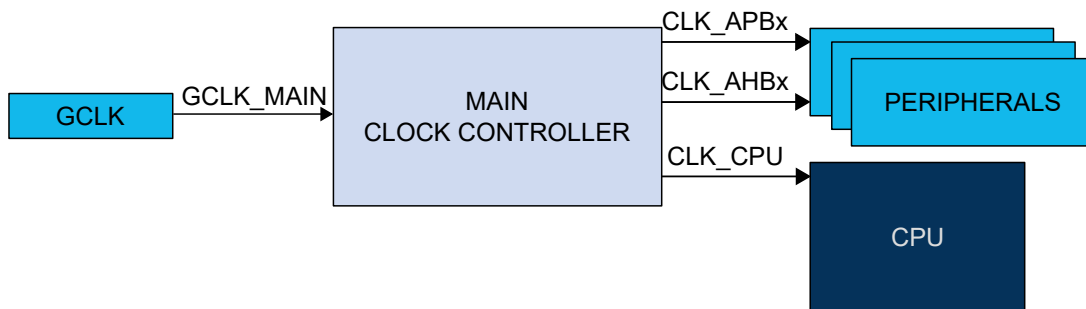 CLK_APBx
GCLK_MAIN
GCLK
MAIN
CLOCK CONTROLLER
CLK_AHBx
PERIPHERALS
CLK_CPU
CPU